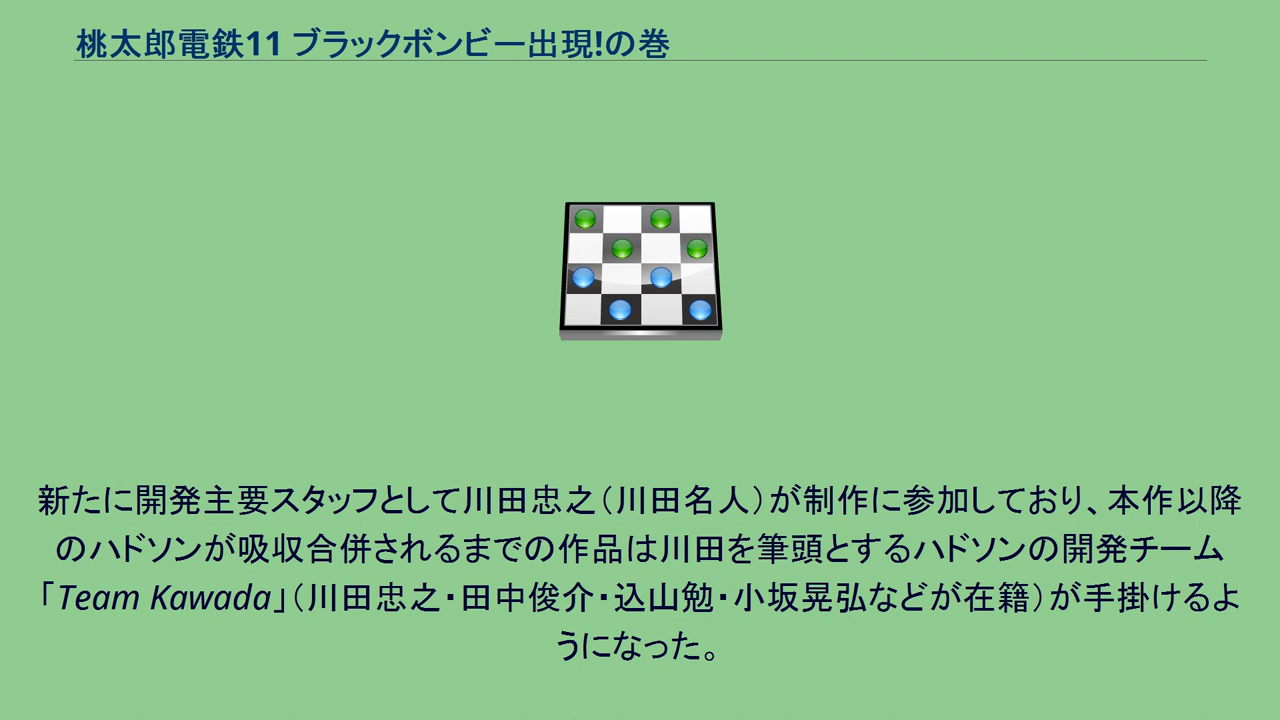 桃太郎電鉄11 ブラックボンビー出現!の巻
新たに開発主要スタッフとして川田忠之（川田名人）が制作に参加しており、本作以降
のハドソンが吸収合併されるまでの作品は川田を筆頭とするハドソンの開発チーム
「Team Kawada」（川田忠之・田中俊介・込山勉・小坂晃弘などが在籍）が手掛けるよ
うになった。